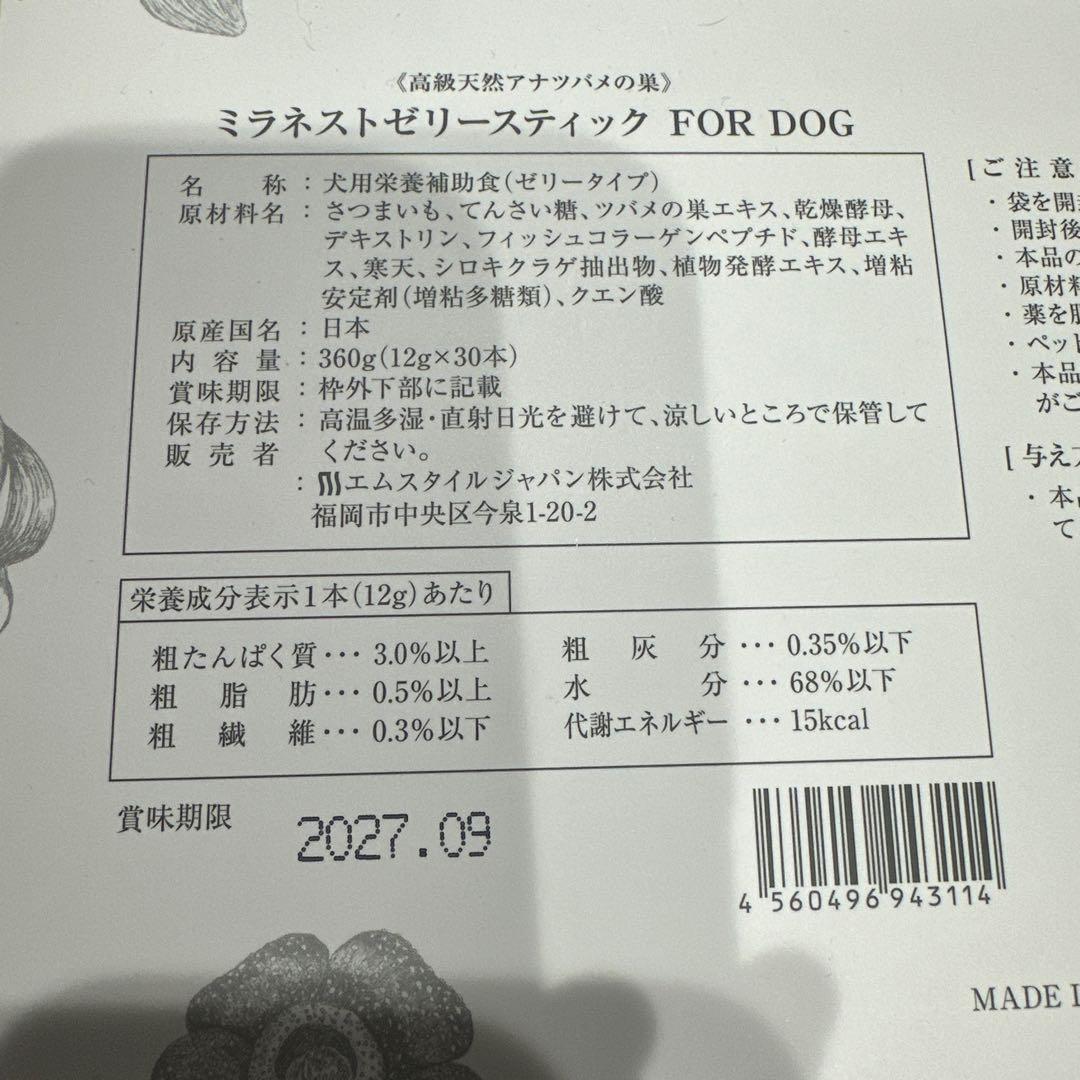 《高級天然アナツバメの巣》
ミラネストゼリースティック FOR DOG
名称：犬用栄養補助食(ゼリータイプ)
原材料名：さつまいも、てんさい糖、ツバメの巣エキス、乾燥酵母、
デキストリン、フィッシュコラーゲンペプチド、酵母エキ
ス、寒天、シロキクラゲ抽出物、植物発酵エキス、増粘
安定剤(増粘多糖類)、クエン酸
原産国名：日本
内容量：360g(12g×30本)
賞味期限：枠外下部に記載
保存方法：高温多湿・直射日光を避けて、涼しいところで保管して
ください。
販売者：エムスタイルジャパン株式会社
福岡市中央区今泉1-20-2
栄養成分表示1本(12g)あたり
粗たんぱく質･･･3.0%以上
粗脂肪･･･0.5%以上
粗繊維･･･0.3%以下
粗灰分･･･0.35%以下
水分･･･68%以下
代謝エネルギー･･･15kcal
賞味期限 2027.09
4 560496 943114
MADE
[ご注意
・袋を開
・開封後
・本品の
・原材料
・薬を
・ペット
・本品
がご
[与え
・本
て